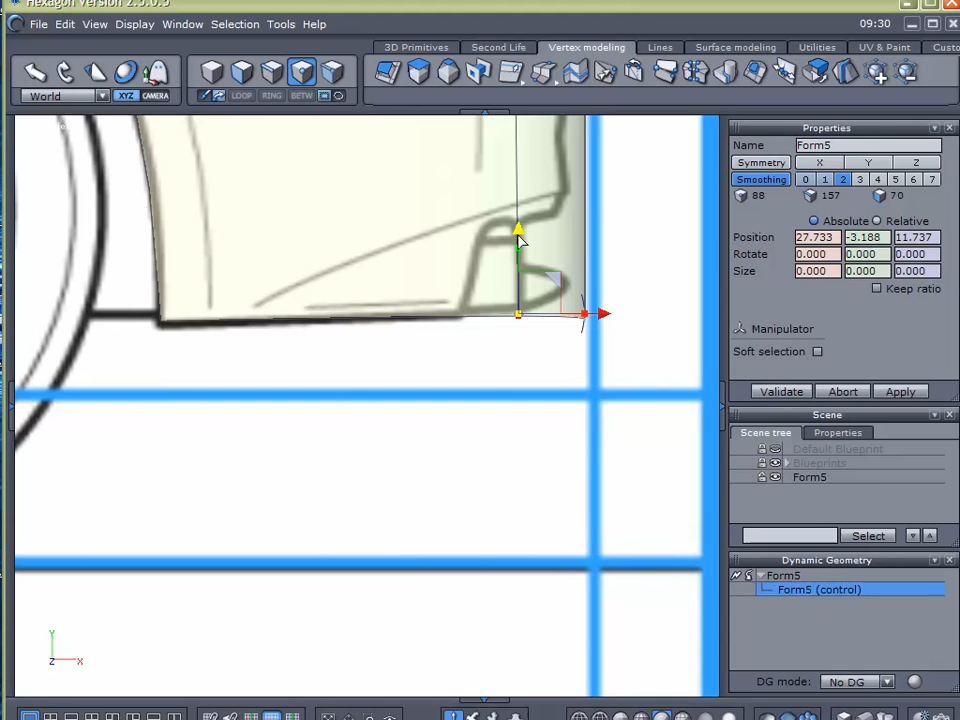 Hexagon Version 2.5.0.5
File Edit View Display Window Selection Tools Help 09:30
3D Primitives Second Life Vertex modeling Lines Surface modeling Utilities UV & Paint Custo
World XYZ CAMERA LOOP RING BETW
Properties
Name Form5
Symmetry X Y Z
Smoothing 0 1 2 3 4 5 6 7
88 157 70
Absolute Relative
Position 27.733 -3.188 11.737
Rotate 0.000 0.000 0.000
Size 0.000 0.000 0.000
Keep ratio
Manipulator
Soft selection
Validate Abort Apply
Scene
Scene tree Properties
Default Blueprint
Blueprints
Form5
Select
Dynamic Geometry
Form5
Form5 (control)
DG mode: No DG
Y
Z X